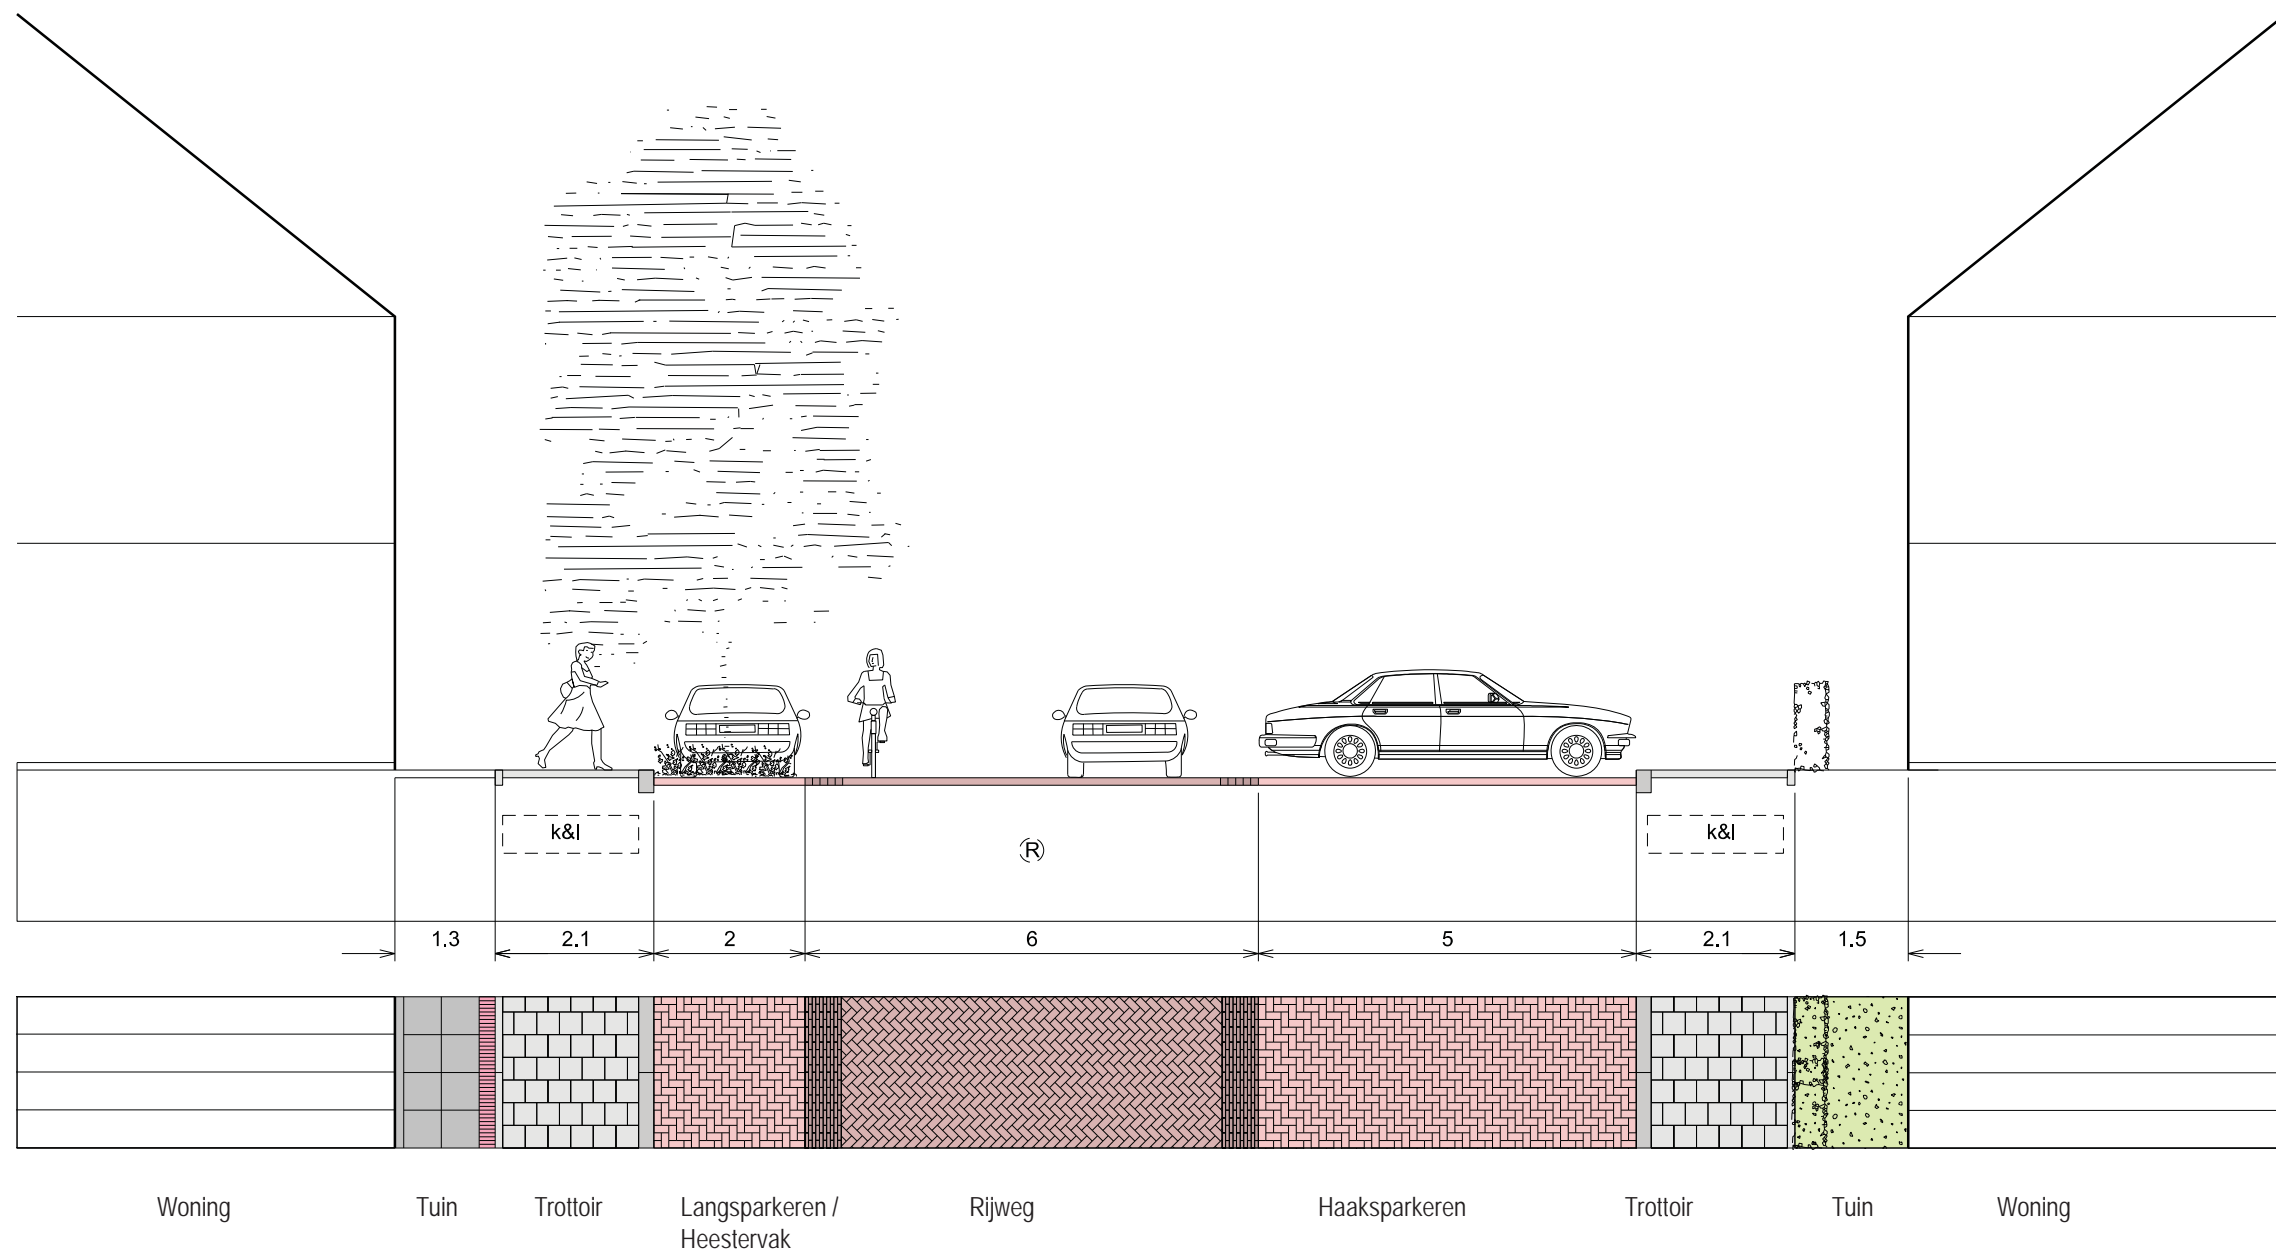 k&l
k&l
R
1.3
2.1
2
6
5
2.1
1.5
Woning
Tuin
Trottoir
Langsparkeren /
Heestervak
Rijweg
Haaksparkeren
Trottoir
Tuin
Woning